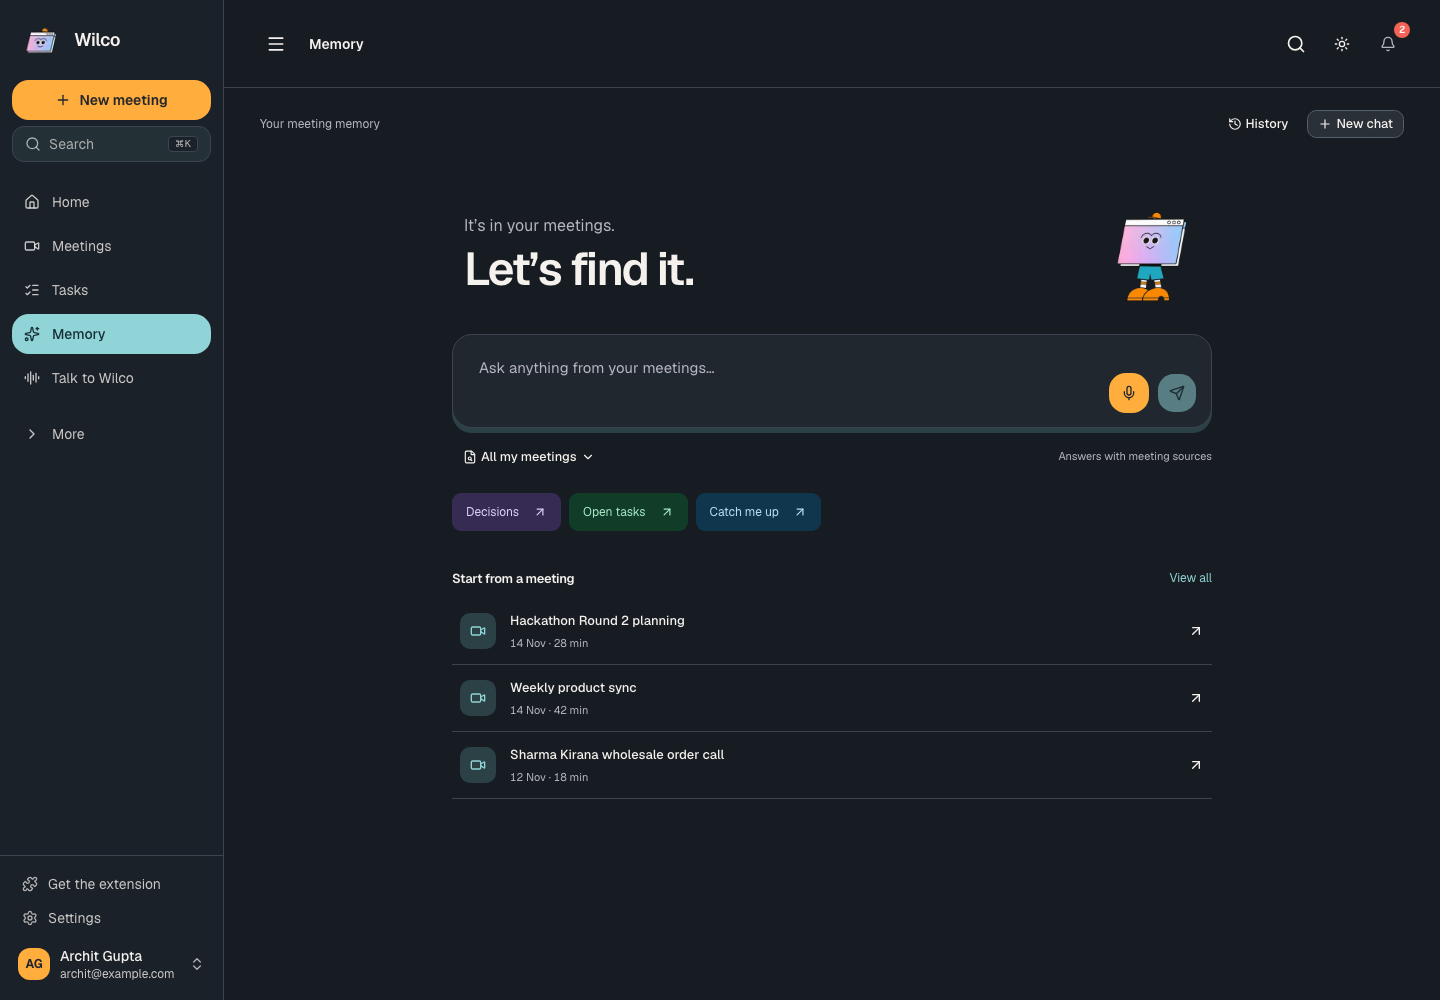 Wilco
New meeting
Search ⌘K
Home
Meetings
Tasks
Memory
Talk to Wilco
More
Get the extension
Settings
AG
Archit Gupta
archit@example.com
Memory
2
Your meeting memory
History
New chat
It's in your meetings.
Let's find it.
Ask anything from your meetings...
All my meetings
Answers with meeting sources
Decisions
Open tasks
Catch me up
Start from a meeting
View all
Hackathon Round 2 planning
14 Nov · 28 min
Weekly product sync
14 Nov · 42 min
Sharma Kirana wholesale order call
12 Nov · 18 min